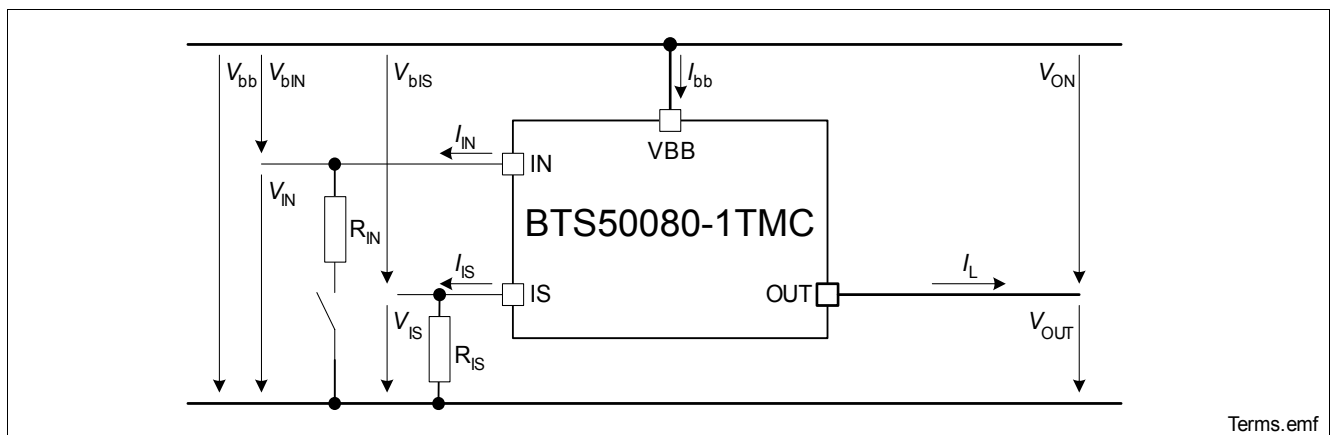 Vbb
VbIN
VbIS
Ibb
VON
IIN
VBB
IN
VIN
BTS50080-1TMC
RIN
IIS
IL
IS
OUT
VIS
VOUT
RIS
Terms.emf